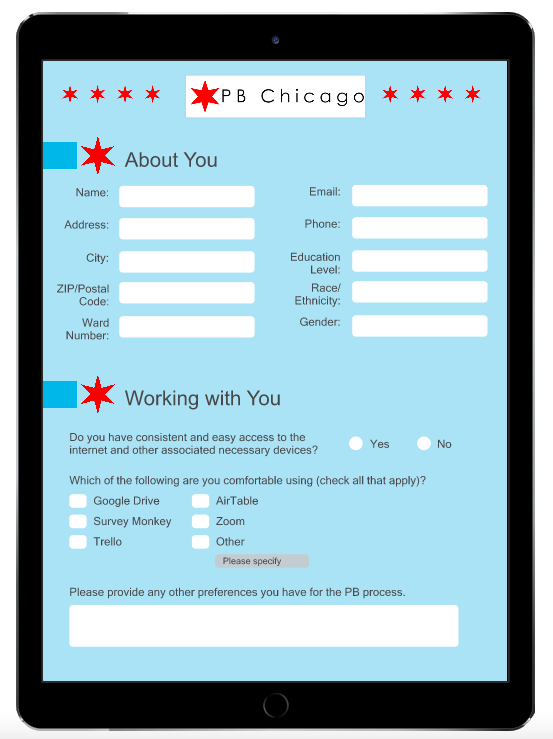 PB Chicago
About You
Name:
Email:
Address:
Phone:
City:
Education
Level:
ZIP/Postal
Code:
Race/
Ethnicity:
Ward
Number:
Gender:
Working with You
Do you have consistent and easy access to the
internet and other associated necessary devices?
Yes
No
Which of the following are you comfortable using (check all that apply)?
Google Drive
AirTable
Survey Monkey
Zoom
Trello
Other
Please specify
Please provide any other preferences you have for the PB process.